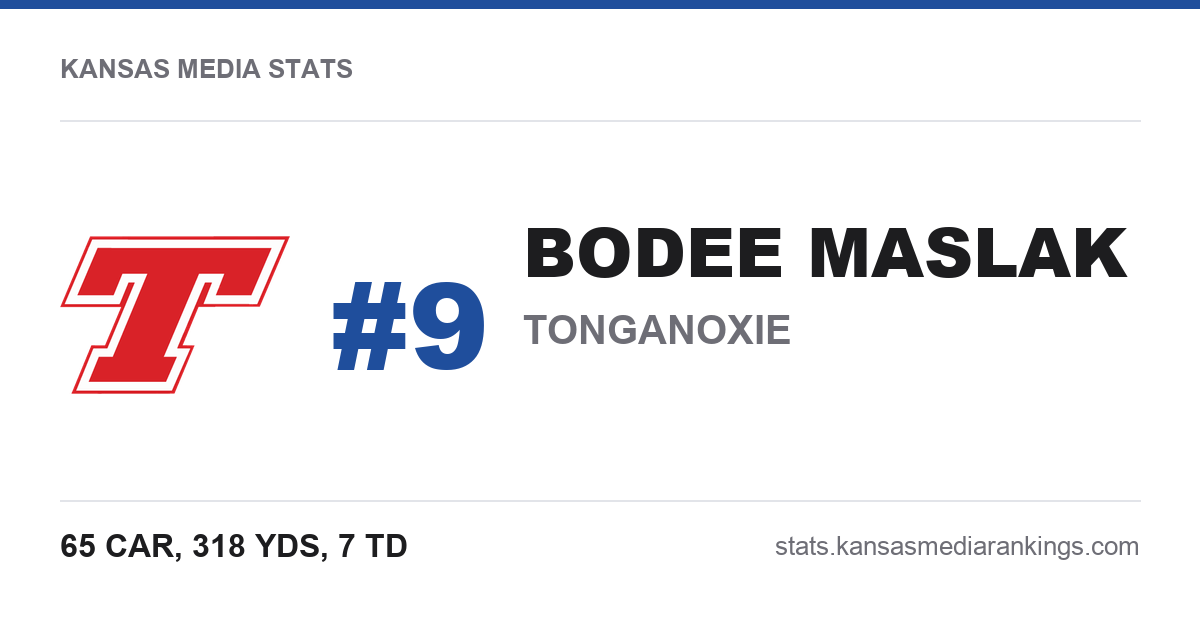 KANSAS MEDIA STATS
T
#9
BODEE MASLAK
TONGANOXIE
65 CAR, 318 YDS, 7 TD
stats.kansasmediarankings.com